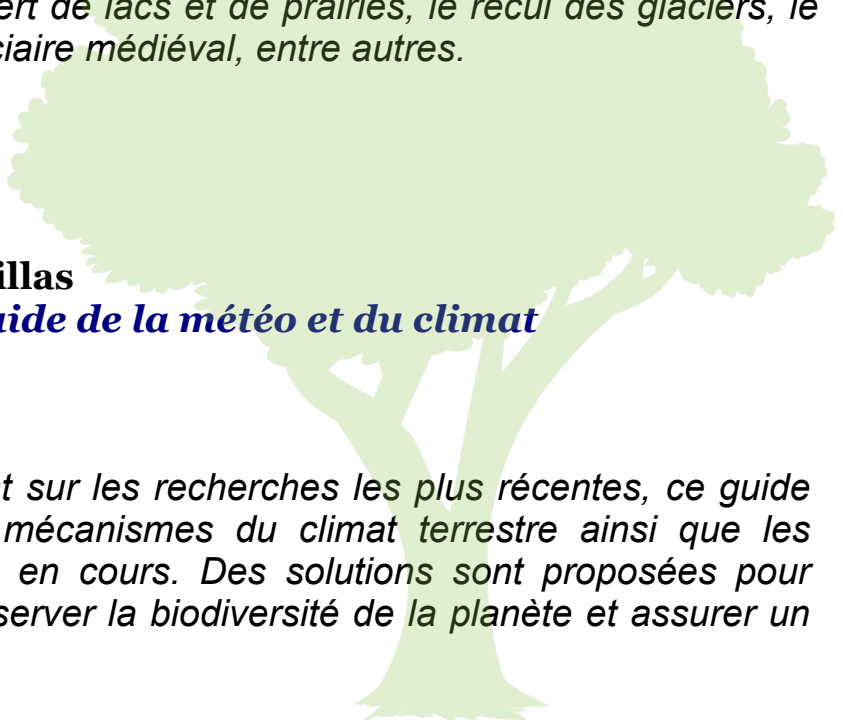 ert de lacs et de prairies, le recul des glaciers, le
ciaire médiéval, entre autres.
illas
uide de la météo et du climat
t sur les recherches les plus récentes, ce guide
mécanismes du climat terrestre ainsi que les
en cours. Des solutions sont proposées pour
server la biodiversité de la planète et assurer un